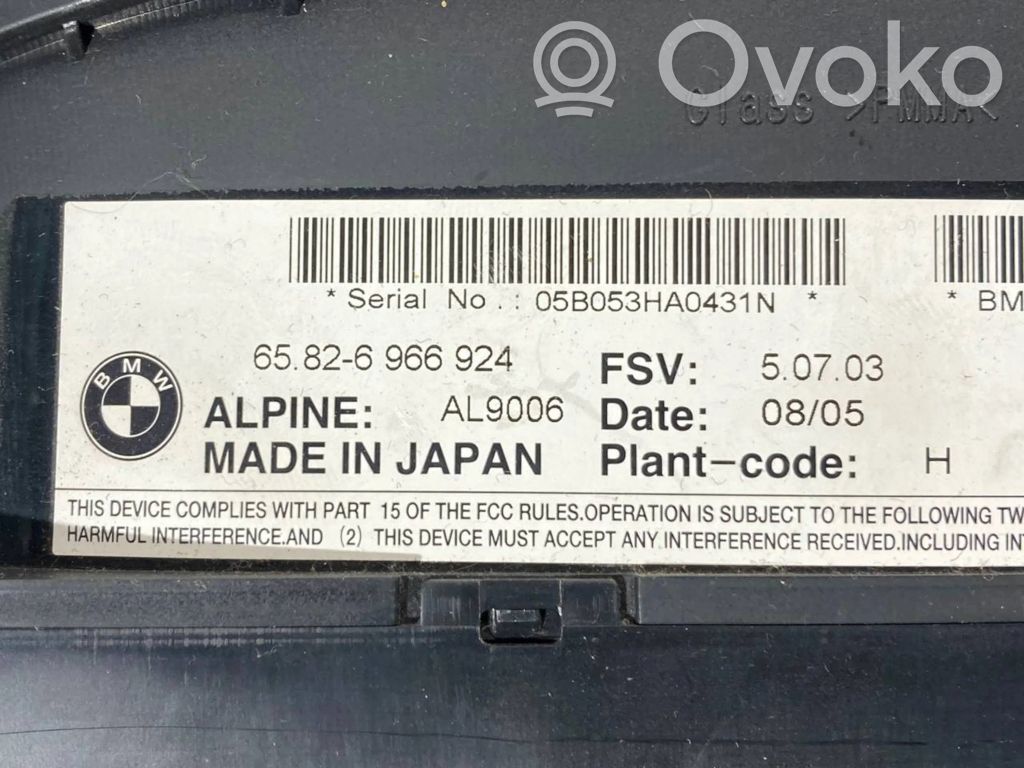 Ovoko
Glass >PMMA<
* Serial No.: 05B053HA0431N *
* BM
BMW
65.82-6 966 924
FSV: 5.07.03
ALPINE: AL9006
Date: 08/05
MADE IN JAPAN
Plant-code: H
THIS DEVICE COMPLIES WITH PART 15 OF THE FCC RULES.OPERATION IS SUBJECT TO THE FOLLOWING TW
HARMFUL INTERFERENCE.AND (2) THIS DEVICE MUST ACCEPT ANY INTERFERENCE RECEIVED.INCLUDING INT